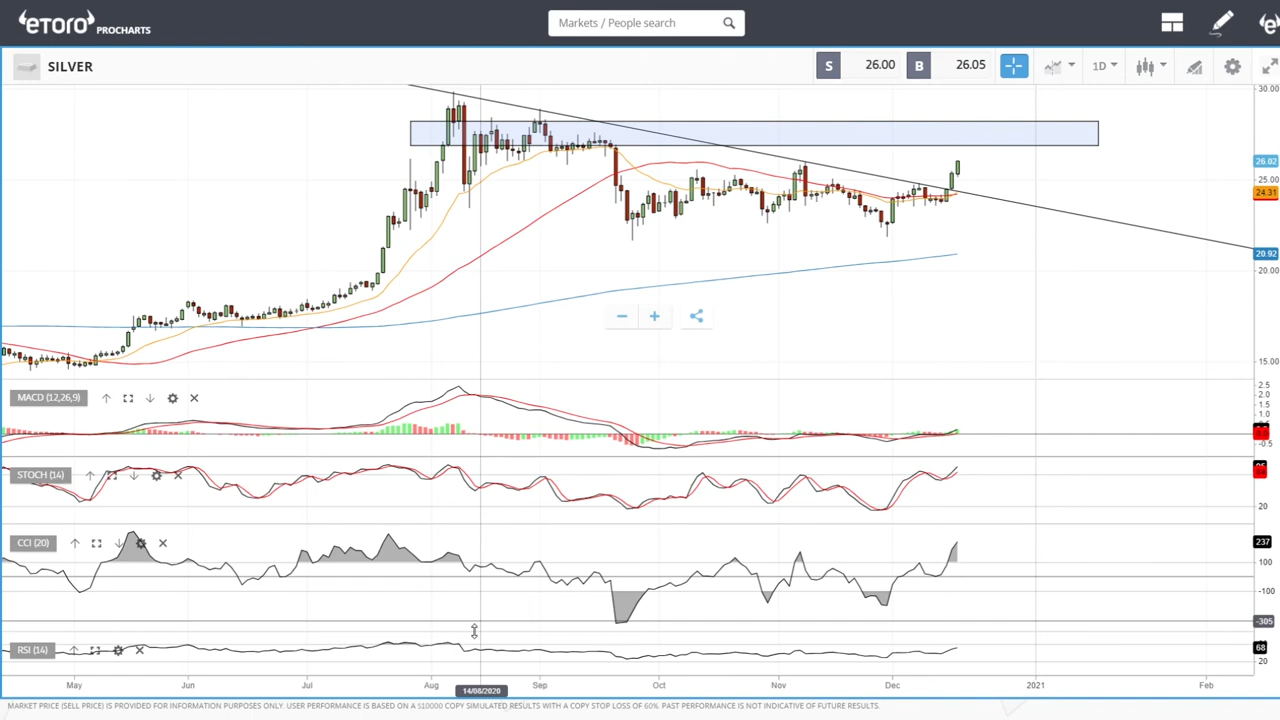 eToro PROCHARTS
Markets / People search
SILVER
S 26.00 B 26.05 1D
30.00
26.02
25.00
24.31
20.92
20.00
15.00
MACD (12,26,9)
2.5
2.0
1.5
1.0
-0.5
STOCH (14)
20
CCI (20)
237
100
-100
-305
RSI (14)
68
20
May Jun Jul Aug Sep Oct Nov Dec 2021 Feb
14/08/2020
MARKET PRICE (SELL PRICE) IS PROVIDED FOR INFORMATION PURPOSES ONLY. USER PERFORMANCE IS BASED ON A $10000 COPY SIMULATED RESULTS WITH A COPY STOP LOSS OF 60%. PAST PERFORMANCE IS NOT INDICATIVE OF FUTURE RESULTS.